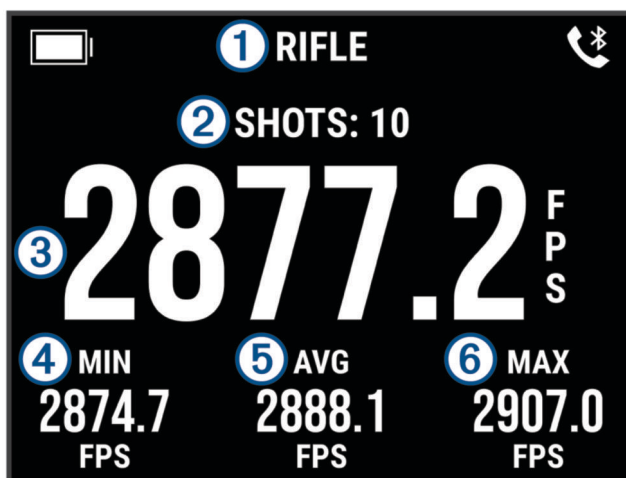 1 RIFLE
2 SHOTS: 10
3 2877.2 FPS
4 MIN 5 AVG 6 MAX
2874.7 2888.1 2907.0
FPS FPS FPS